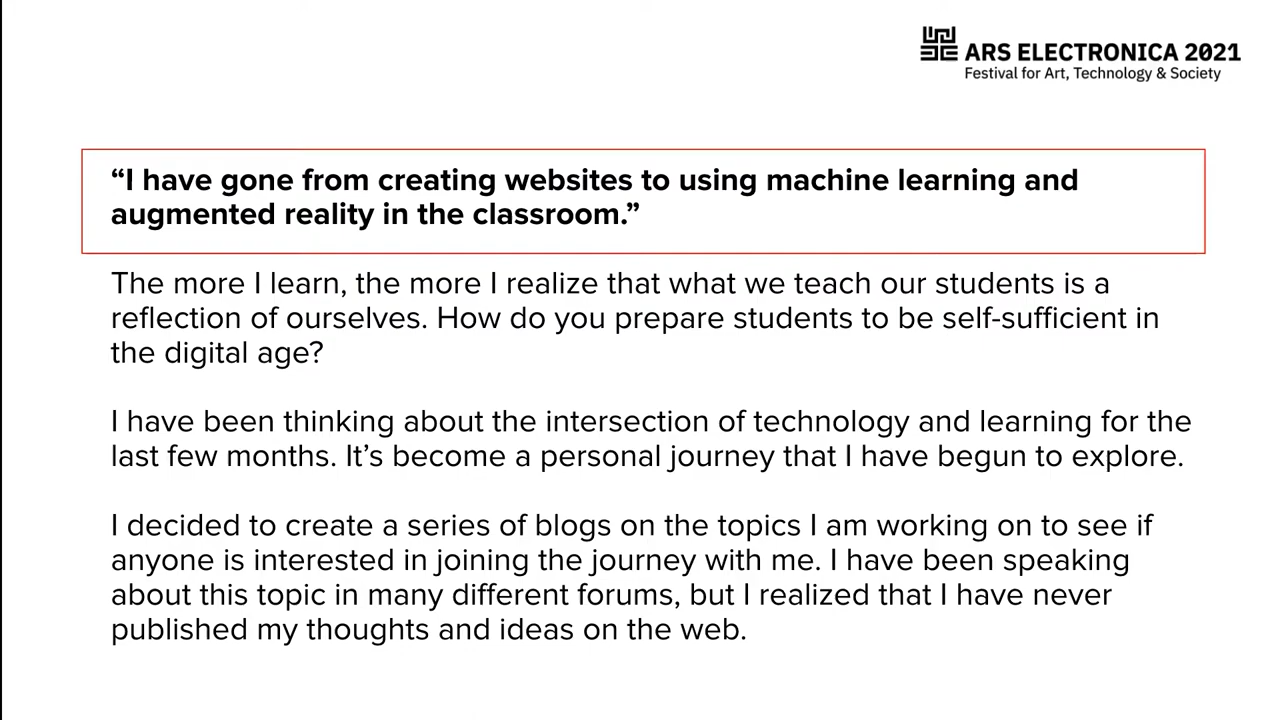 ARS ELECTRONICA 2021
Festival for Art, Technology & Society
“I have gone from creating websites to using machine learning and
augmented reality in the classroom.”
The more I learn, the more I realize that what we teach our students is a
reflection of ourselves. How do you prepare students to be self-sufficient in
the digital age?
I have been thinking about the intersection of technology and learning for the
last few months. It’s become a personal journey that I have begun to explore.
I decided to create a series of blogs on the topics I am working on to see if
anyone is interested in joining the journey with me. I have been speaking
about this topic in many different forums, but I realized that I have never
published my thoughts and ideas on the web.